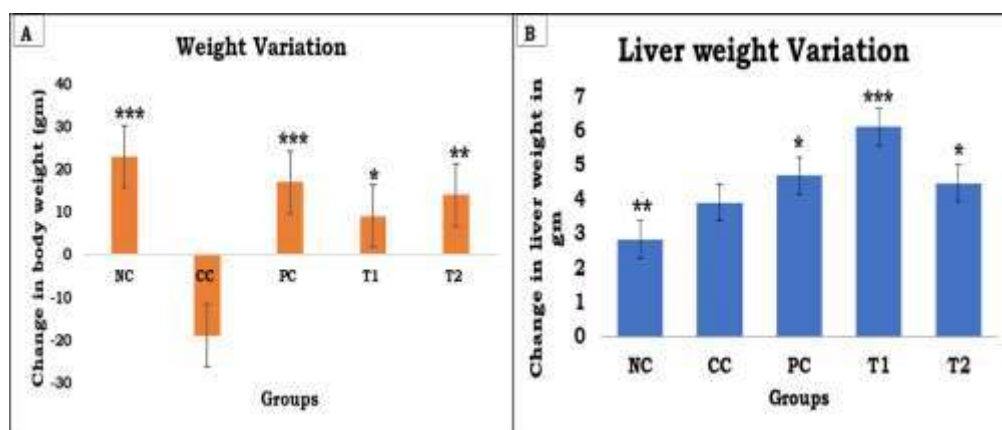 A
Weight Variation
Change in body weight (gm)
40
30
20
10
0
-10
-20
-30
***
***
*
**
NC
CC
PC
T1
T2
Groups
B
Liver weight Variation
Change in liver weight in
gm
7
6
5
4
3
2
1
0
**
*
***
*
NC
CC
PC
T1
T2
Groups